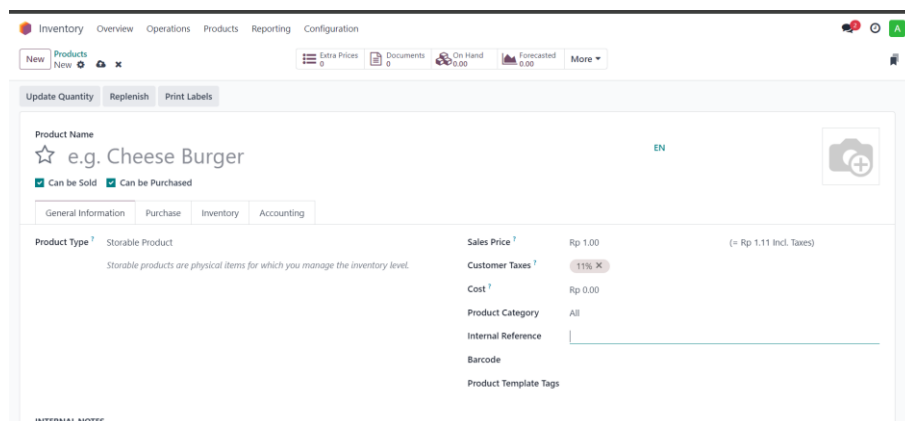 Inventory Overview Operations Products Reporting Configuration 2 A
New Products New Extra Prices 0 Documents 0 On Hand 0.00 Forecasted 0.00 More
Update Quantity Replenish Print Labels
Product Name
e.g. Cheese Burger EN
Can be Sold Can be Purchased
General Information Purchase Inventory Accounting
Product Type ? Storable Product Sales Price ? Rp 1.00 (= Rp 1.11 Incl. Taxes)
Storable products are physical items for which you manage the inventory level. Customer Taxes ? 11% ×
Cost ? Rp 0.00
Product Category All
Internal Reference
Barcode
Product Template Tags
INTERNAL NOTES